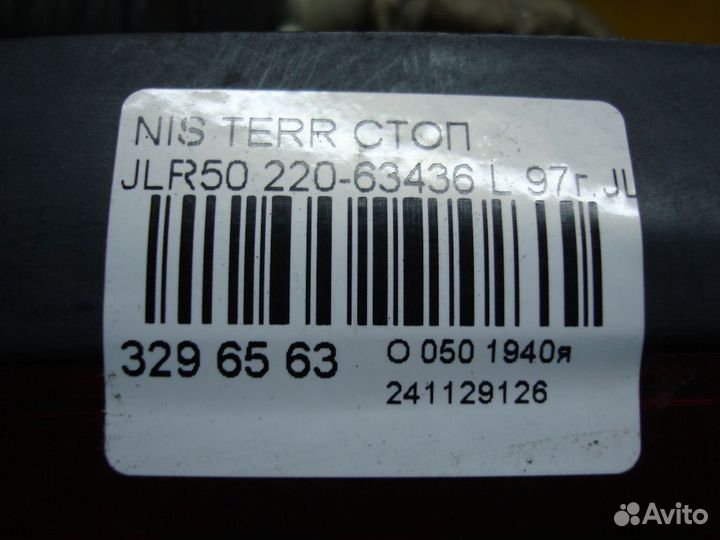 NIS TERR СТОП
JLR50 220-63436 L 97г. JL
329 65 63
О 050 1940я
241129126
Avito